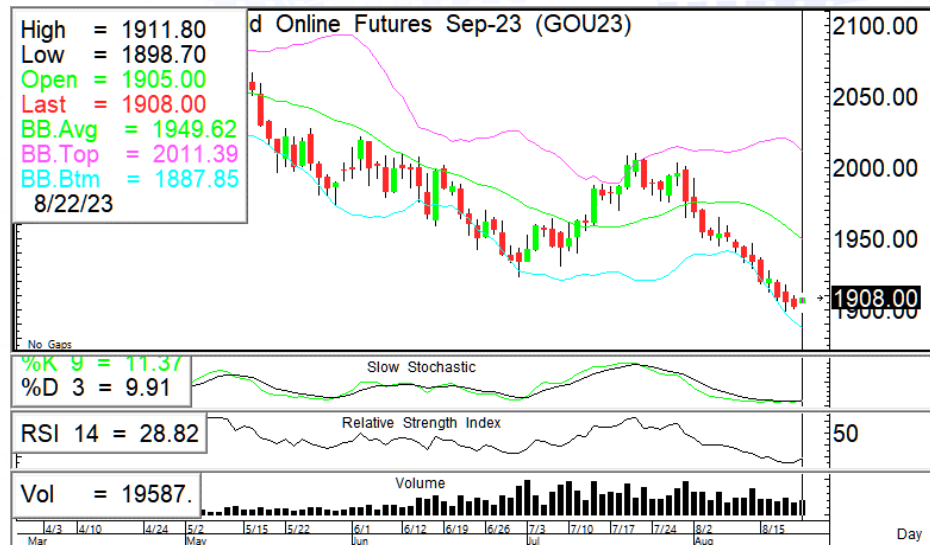 d Online Futures Sep-23 (GOU23)
High = 1911.80
Low = 1898.70
Open = 1905.00
Last = 1908.00
BB.Avg = 1949.62
BB.Top = 2011.39
BB.Btm = 1887.85
8/22/23
2100.00
2050.00
2000.00
1950.00
1908.00
1900.00
No Gaps
%K 9 = 11.37
%D 3 = 9.91
Slow Stochastic
RSI 14 = 28.82
Relative Strength Index
50
Vol = 19587.
Volume
4/3 4/10 4/24 5/2 5/15 5/22 6/1 6/12 6/19 6/26 7/3 7/10 7/17 7/24 8/2 8/15
Mar May Jun Jul Aug
Day